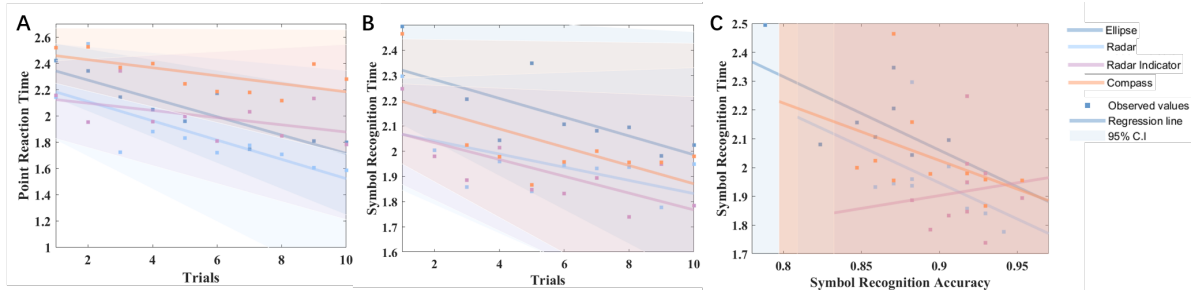 A
Point Reaction Time
2.6
2.4
2.2
2
1.8
1.6
1.4
1.2
1
2
4
6
8
10
Trials
B
Symbol Recognition Time
2.5
2.4
2.3
2.2
2.1
2
1.9
1.8
1.7
1.6
2
4
6
8
10
Trials
C
Symbol Recognition Time
2.5
2.4
2.3
2.2
2.1
2
1.9
1.8
1.7
0.8
0.85
0.9
0.95
Symbol Recognition Accuracy
Ellipse
Radar
Radar Indicator
Compass
Observed values
Regression line
95% C.I